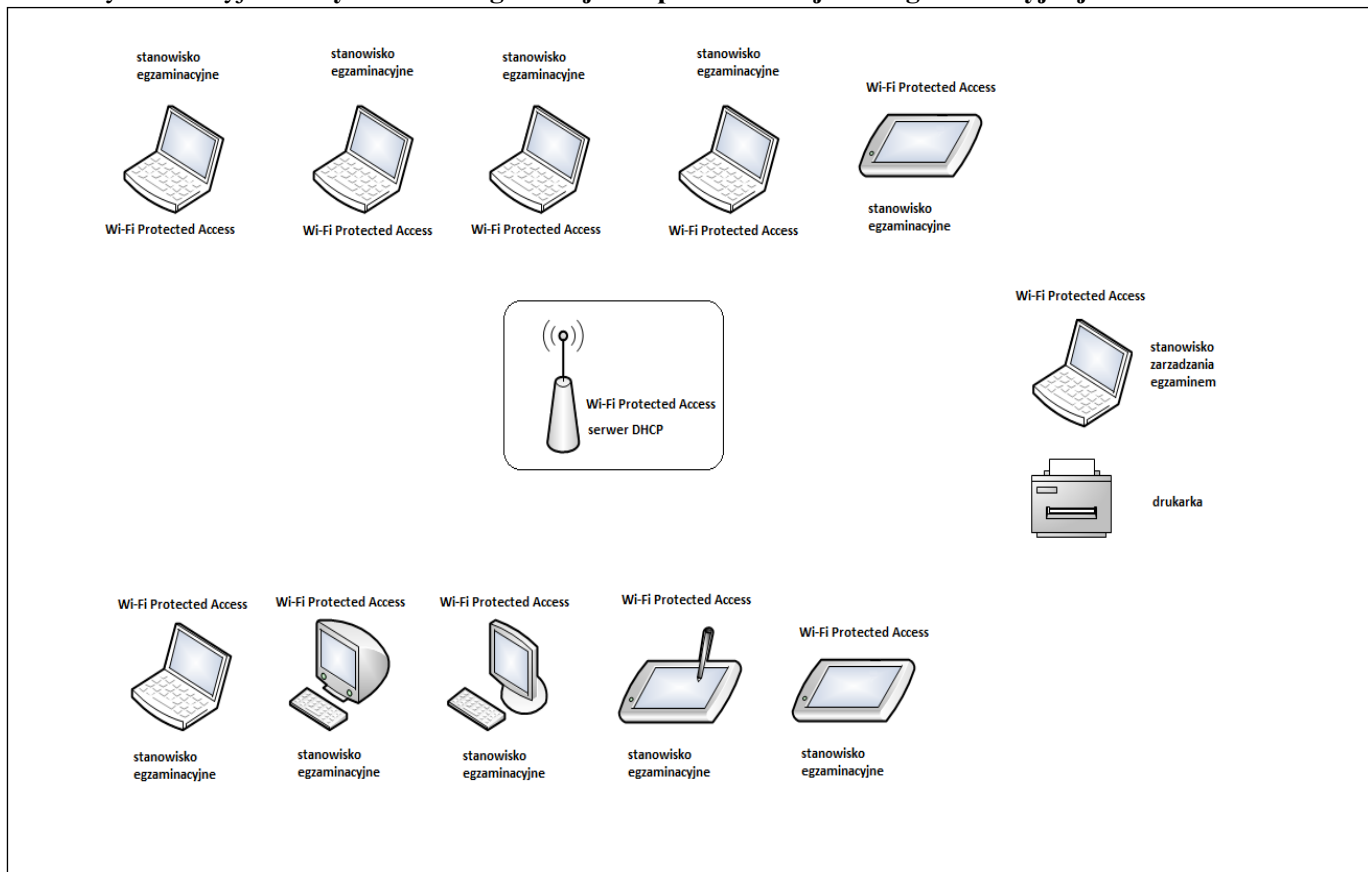 stanowisko
egzaminacyjne
stanowisko
egzaminacyjne
stanowisko
egzaminacyjne
stanowisko
egzaminacyjne
Wi-Fi Protected Access
Wi-Fi Protected Access
Wi-Fi Protected Access
Wi-Fi Protected Access
Wi-Fi Protected Access
stanowisko
egzaminacyjne
Wi-Fi Protected Access
stanowisko
zarzadzania
egzaminem
Wi-Fi Protected Access
serwer DHCP
drukarka
Wi-Fi Protected Access
Wi-Fi Protected Access
Wi-Fi Protected Access
Wi-Fi Protected Access
Wi-Fi Protected Access
stanowisko
egzaminacyjne
stanowisko
egzaminacyjne
stanowisko
egzaminacyjne
stanowisko
egzaminacyjne
stanowisko
egzaminacyjne